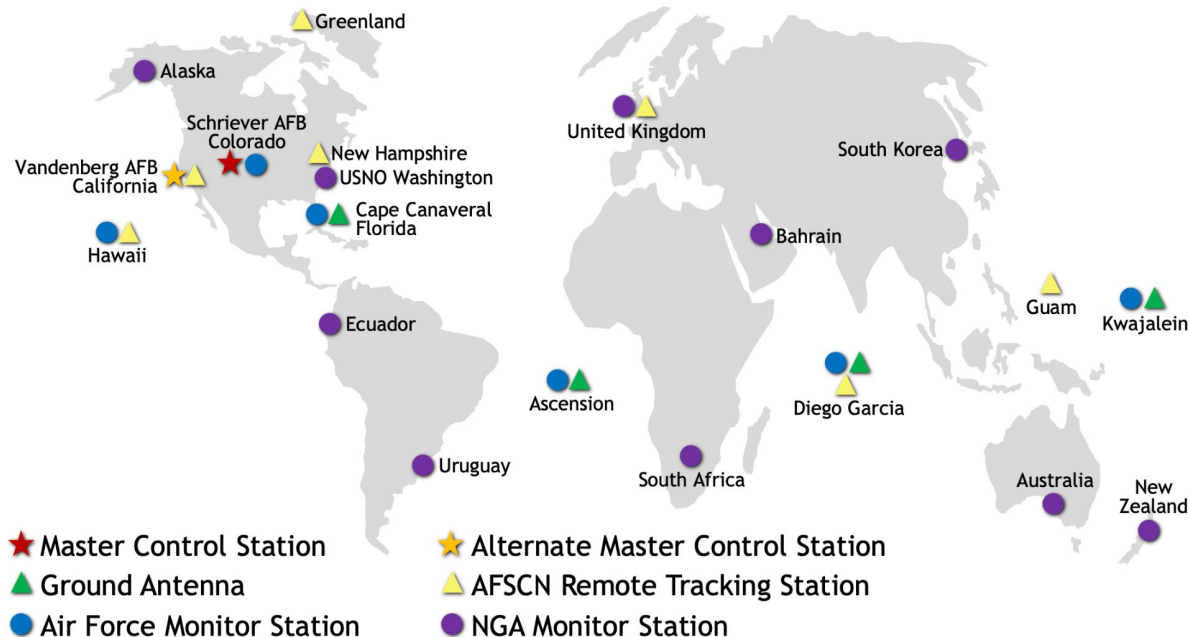 Greenland
Alaska
Schriever AFB
Colorado
United Kingdom
New Hampshire
South Korea
Vandenberg AFB
California
USNO Washington
Cape Canaveral
Florida
Hawaii
Bahrain
Guam
Kwajalein
Ecuador
Ascension
Diego Garcia
Uruguay
South Africa
Australia
New
Zealand
Master Control Station
Alternate Master Control Station
Ground Antenna
AFSCN Remote Tracking Station
Air Force Monitor Station
NGA Monitor Station